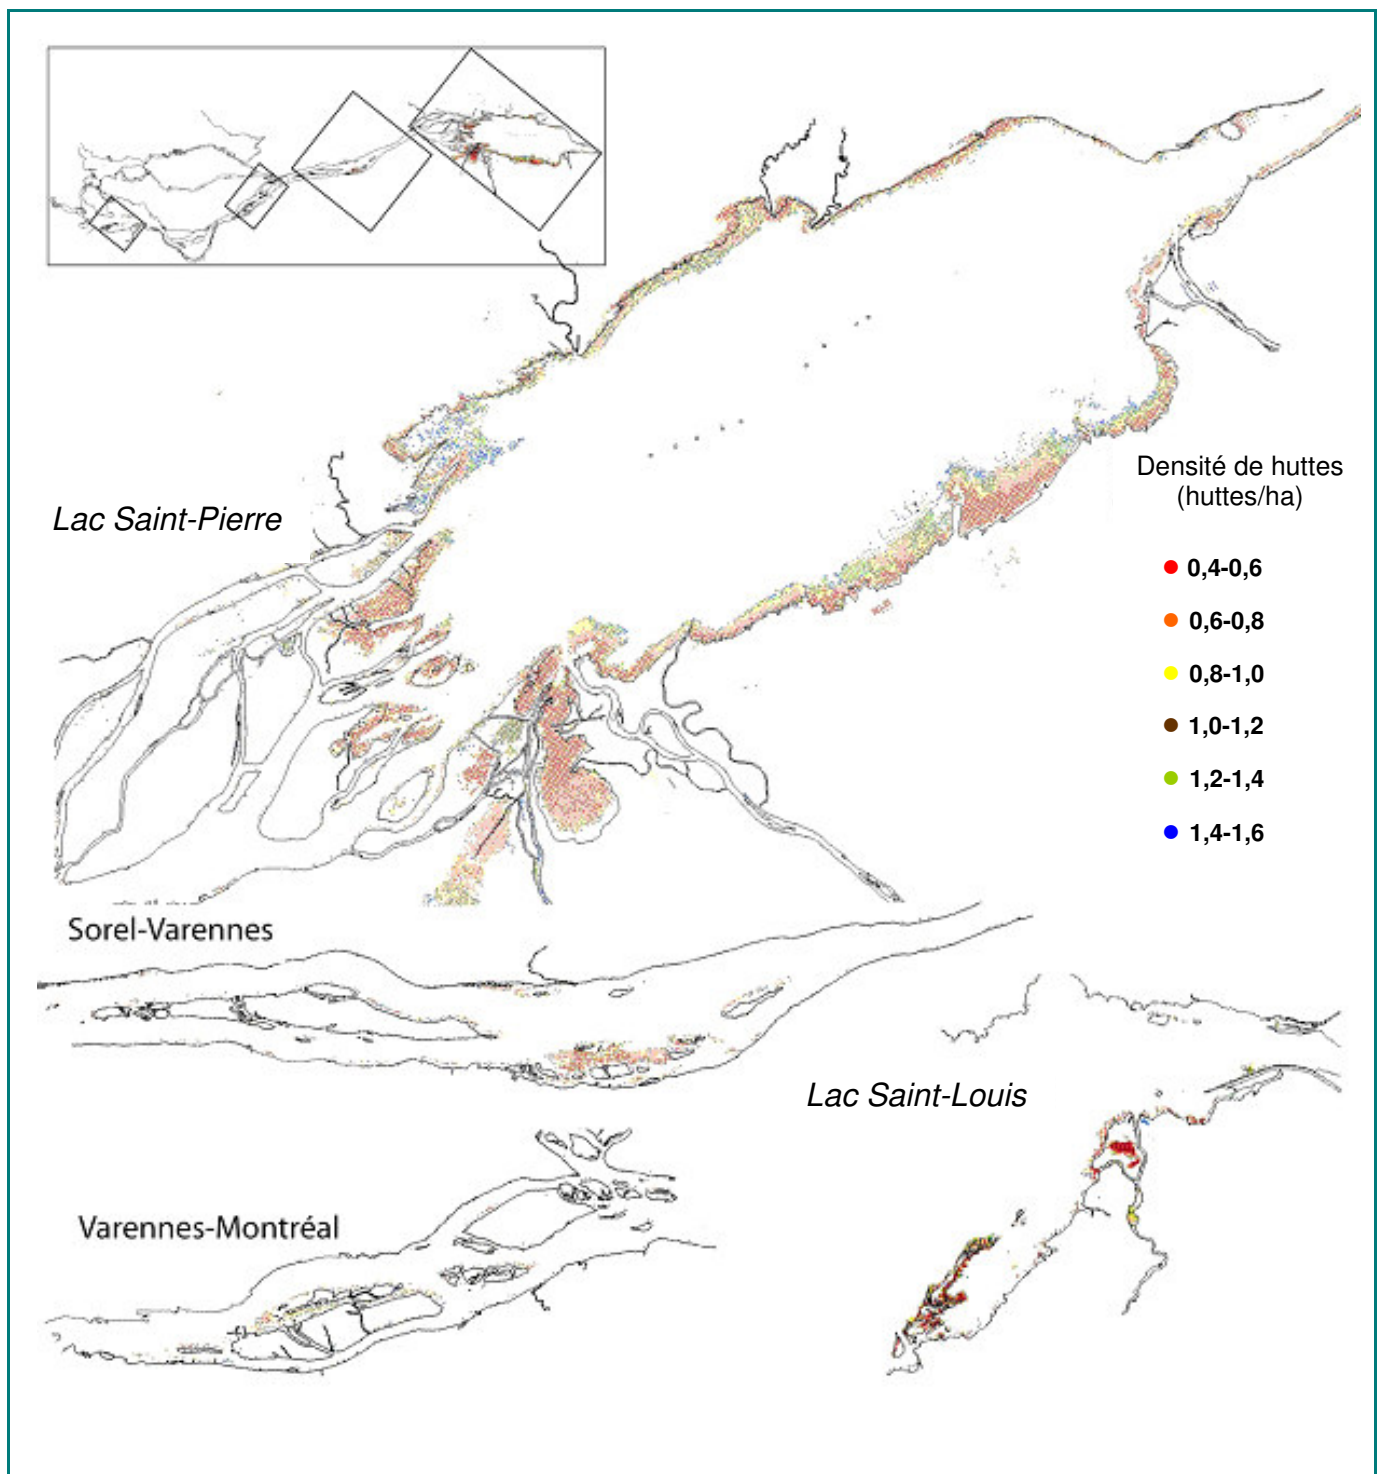 Densité de huttes
(huttes/ha)
Lac Saint-Pierre
0,4-0,6
0,6-0,8
0,8-1,0
1,0-1,2
1,2-1,4
1,4-1,6
Sorel-Varennes
Lac Saint-Louis
Varennes-Montréal